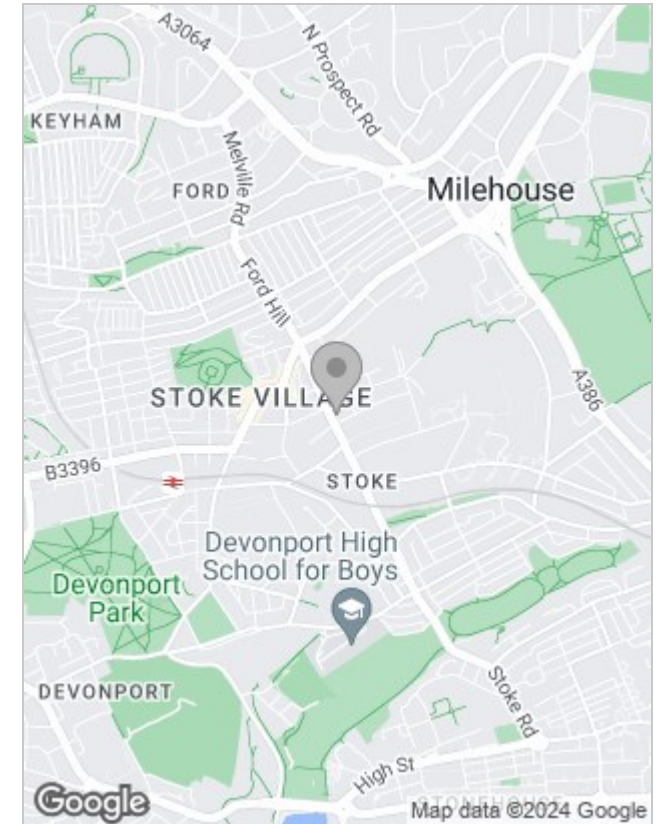 A3064
N Prospect Rd
KEYHAM
Melville Rd
FORD
Milehouse
Ford Hill
STOKE VILLAGE
A386
B3396
STOKE
Devonport High
School for Boys
Devonport
Park
DEVONPORT
Stoke Rd
High St
STONEHOUSE
Google
Map data ©2024 Google